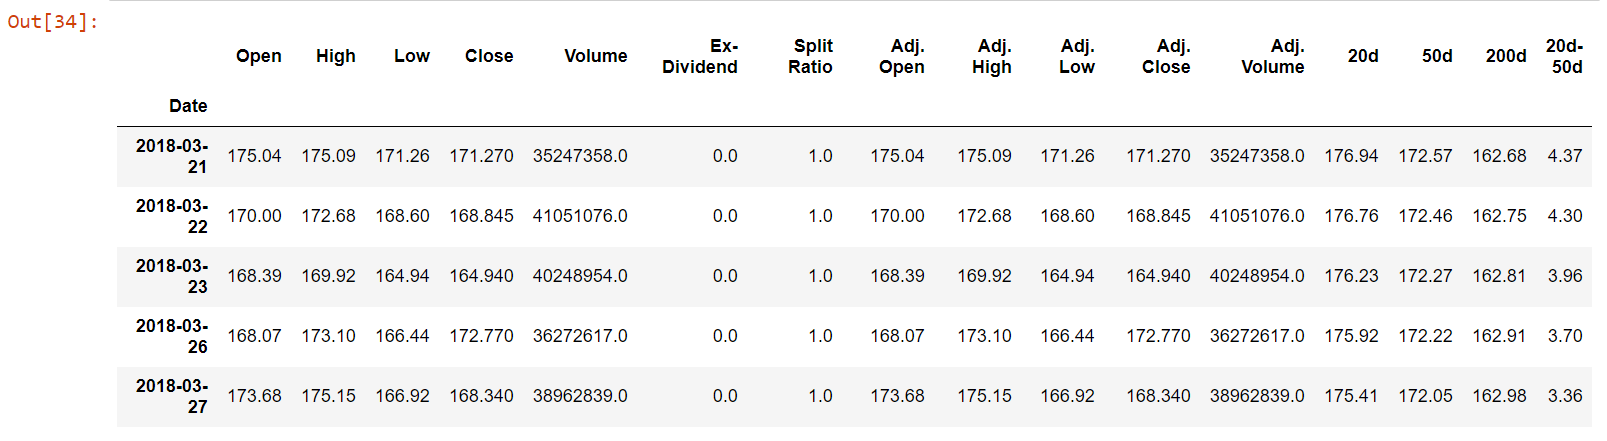 Out[34]:
Open High Low Close Volume Ex-Dividend Split Ratio Adj. Open Adj. High Adj. Low Adj. Close Adj. Volume 20d 50d 200d 20d-50d
Date
2018-03-21 175.04 175.09 171.26 171.270 35247358.0 0.0 1.0 175.04 175.09 171.26 171.270 35247358.0 176.94 172.57 162.68 4.37
2018-03-22 170.00 172.68 168.60 168.845 41051076.0 0.0 1.0 170.00 172.68 168.60 168.845 41051076.0 176.76 172.46 162.75 4.30
2018-03-23 168.39 169.92 164.94 164.940 40248954.0 0.0 1.0 168.39 169.92 164.94 164.940 40248954.0 176.23 172.27 162.81 3.96
2018-03-26 168.07 173.10 166.44 172.770 36272617.0 0.0 1.0 168.07 173.10 166.44 172.770 36272617.0 175.92 172.22 162.91 3.70
2018-03-27 173.68 175.15 166.92 168.340 38962839.0 0.0 1.0 173.68 175.15 166.92 168.340 38962839.0 175.41 172.05 162.98 3.36